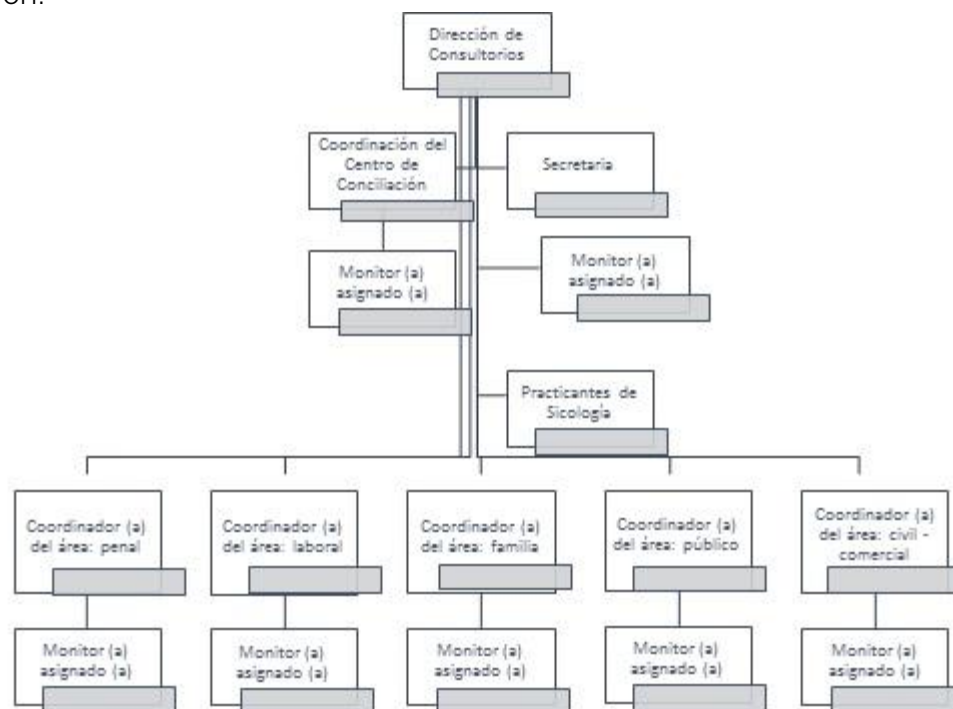 Dirección de
Consultorios
Coordinación del
Centro de
Conciliación
Secretaria
Monitor (a)
asignado (a)
Monitor (a)
asignado (a)
Practicantes de
Sicología
Coordinador (a)
del área: penal
Coordinador (a)
del área: laboral
Coordinador (a)
del área: familia
Coordinador (a)
del área: público
Coordinador (a)
del área: civil -
comercial
Monitor (a)
asignado (a)
Monitor (a)
asignado (a)
Monitor (a)
asignado (a)
Monitor (a)
asignado (a)
Monitor (a)
asignado (a)